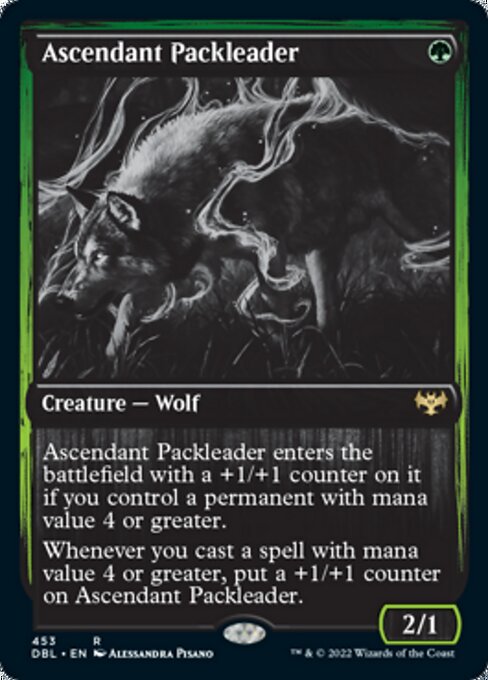 Ascendant Packleader
Creature — Wolf
Ascendant Packleader enters the
battlefield with a +1/+1 counter on it
if you control a permanent with mana
value 4 or greater.
Whenever you cast a spell with mana
value 4 or greater, put a +1/+1 counter
on Ascendant Packleader.
2/1
453 R
DBL • EN Alessandra Pisano
™ & © 2022 Wizards of the Coast